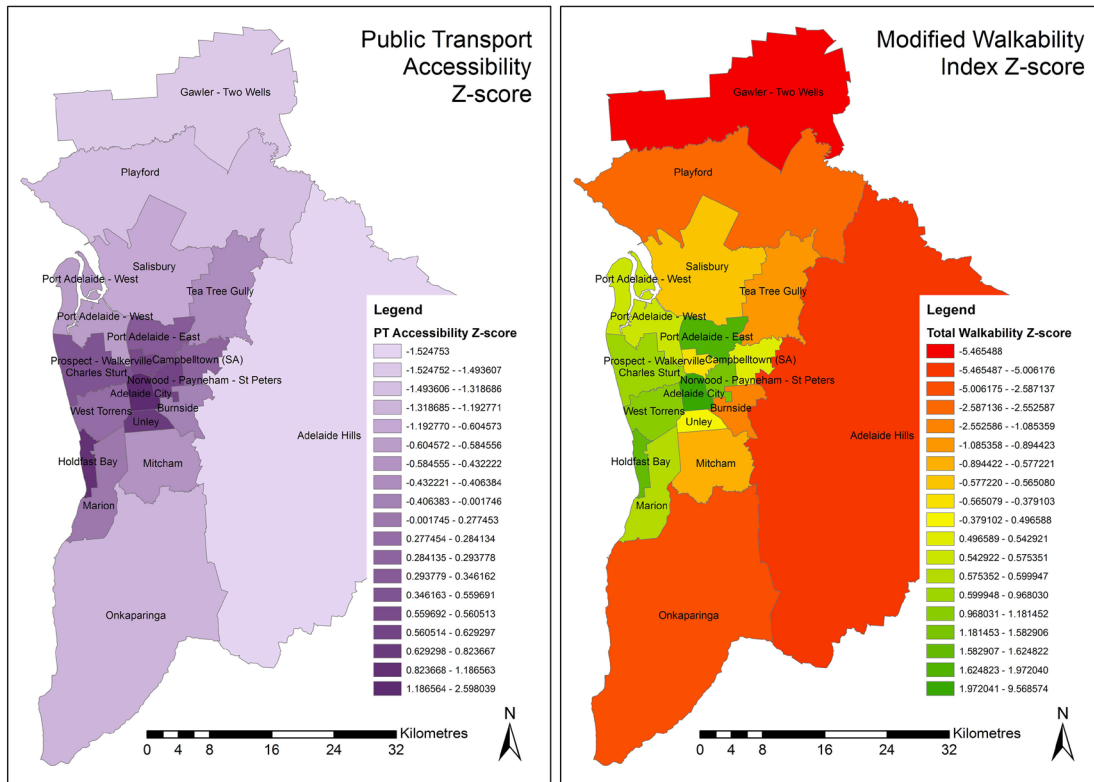 Public Transport
Accessibility
Z-score
Gawler - Two Wells
Playford
Salisbury
Port Adelaide - West
Tea Tree Gully
Port Adelaide - West
Port Adelaide - East
Prospect - Walkerville
Campbelltown (SA)
Charles Sturt
Norwood - Payneham - St Peters
Adelaide City
West Torrens
Burnside
Unley
Adelaide Hills
Holdfast Bay
Mitcham
Marion
Onkaparinga
Legend
PT Accessibility Z-score
-1.524753
-1.524752 - -1.493607
-1.493606 - -1.318686
-1.318685 - -1.192771
-1.192770 - -0.604573
-0.604572 - -0.584556
-0.584555 - -0.432222
-0.432221 - -0.406384
-0.406383 - -0.001746
-0.001745 - 0.277453
0.277454 - 0.284134
0.284135 - 0.293778
0.293779 - 0.346162
0.346163 - 0.559691
0.559692 - 0.560513
0.560514 - 0.629297
0.629298 - 0.823667
0.823668 - 1.186563
1.186564 - 2.598039
Kilometres
0 4 8 16 24 32
N
Modified Walkability
Index Z-score
Gawler - Two Wells
Playford
Salisbury
Port Adelaide - West
Tea Tree Gully
Port Adelaide - West
Port Adelaide - East
Prospect - Walkerville
Campbelltown (SA)
Charles Sturt
Norwood - Payneham - St Peters
Adelaide City
West Torrens
Burnside
Unley
Adelaide Hills
Holdfast Bay
Mitcham
Marion
Onkaparinga
Legend
Total Walkability Z-score
-5.465488
-5.465487 - -5.006176
-5.006175 - -2.587137
-2.587136 - -2.552587
-2.552586 - -1.085359
-1.085358 - -0.894423
-0.894422 - -0.577221
-0.577220 - -0.565080
-0.565079 - -0.379103
-0.379102 - 0.496588
0.496589 - 0.542921
0.542922 - 0.575351
0.575352 - 0.599947
0.599948 - 0.968030
0.968031 - 1.181452
1.181453 - 1.582906
1.582907 - 1.624822
1.624823 - 1.972040
1.972041 - 9.568574
Kilometres
0 4 8 16 24 32
N